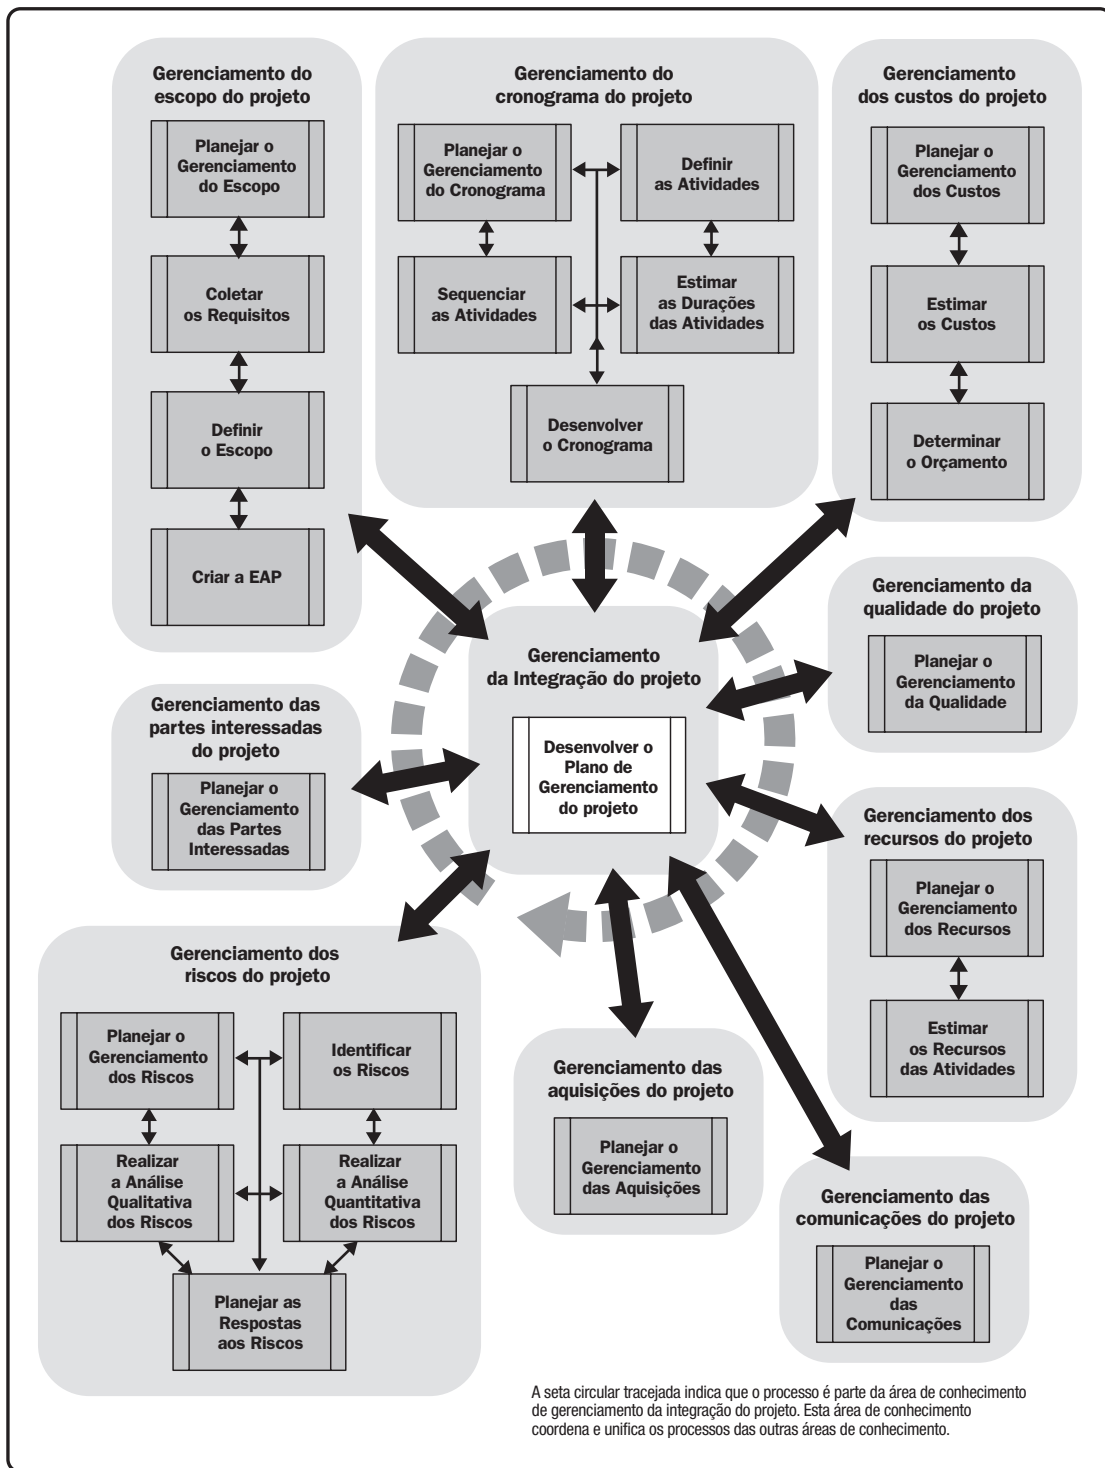 Gerenciamento do
escopo do projeto
Planejar o
Gerenciamento
do Escopo
Coletar
os Requisitos
Definir
o Escopo
Criar a EAP
Gerenciamento do
cronograma do projeto
Planejar o
Gerenciamento
do Cronograma
Definir
as Atividades
Sequenciar
as Atividades
Estimar
as Durações
das Atividades
Desenvolver
o Cronograma
Gerenciamento
dos custos do projeto
Planejar o
Gerenciamento
dos Custos
Estimar
os Custos
Determinar
o Orçamento
Gerenciamento da
qualidade do projeto
Planejar o
Gerenciamento
da Qualidade
Gerenciamento
da Integração do projeto
Desenvolver o
Plano de
Gerenciamento
do projeto
Gerenciamento das
partes interessadas
do projeto
Planejar o
Gerenciamento
das Partes
Interessadas
Gerenciamento dos
recursos do projeto
Planejar o
Gerenciamento
dos Recursos
Estimar
os Recursos
das Atividades
Gerenciamento dos
riscos do projeto
Planejar o
Gerenciamento
dos Riscos
Identificar
os Riscos
Realizar
a Análise
Qualitativa
dos Riscos
Realizar
a Análise
Quantitativa
dos Riscos
Planejar as
Respostas
aos Riscos
Gerenciamento das
aquisições do projeto
Planejar o
Gerenciamento
das Aquisições
Gerenciamento das
comunicações do projeto
Planejar o
Gerenciamento
das
Comunicações
A seta circular tracejada indica que o processo é parte da área de conhecimento
de gerenciamento da integração do projeto. Esta área de conhecimento
coordena e unifica os processos das outras áreas de conhecimento.